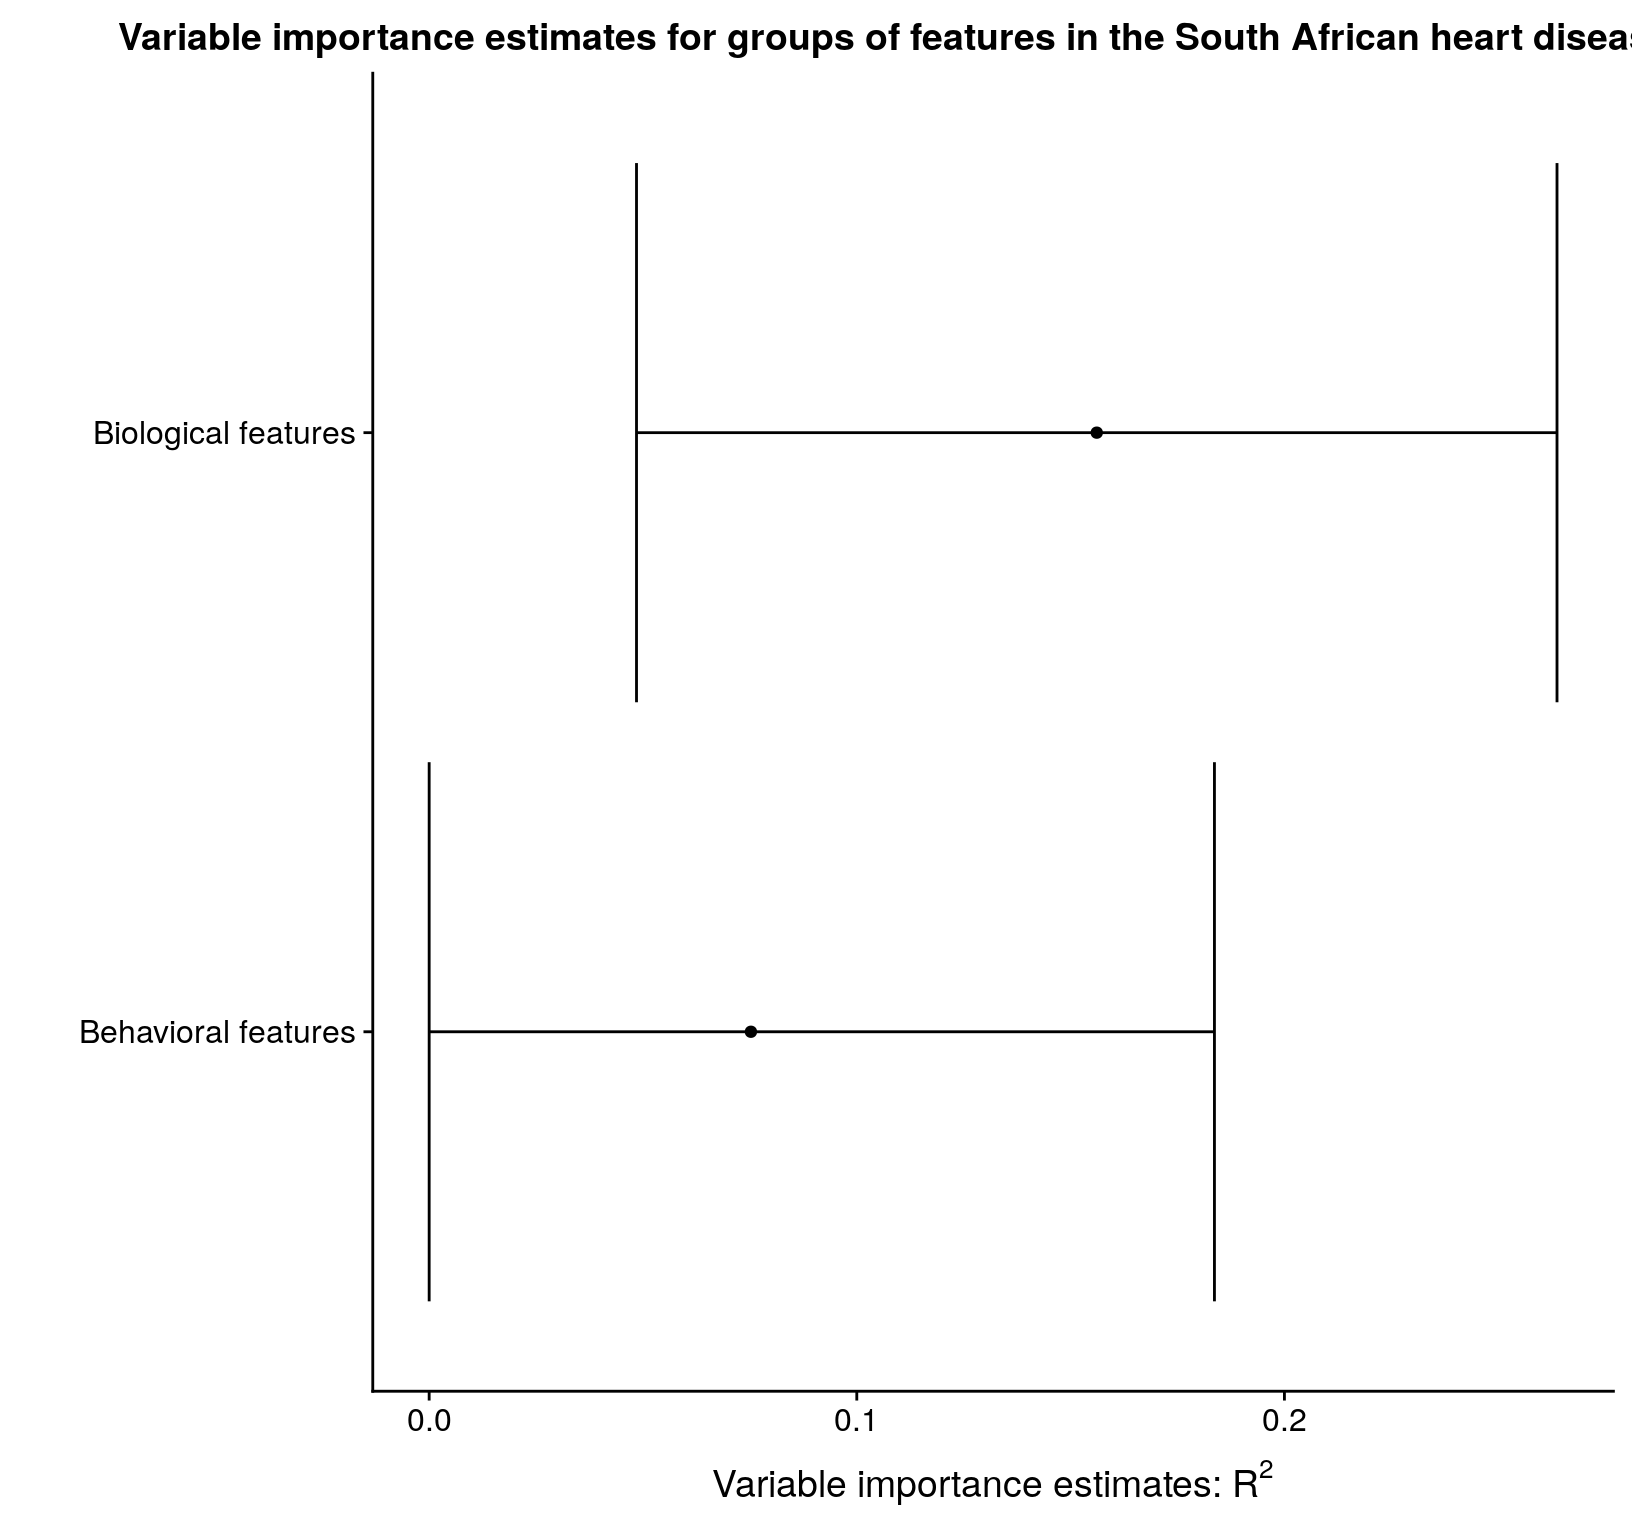 Variable importance estimates for groups of features in the South African heart
Biological features
Behavioral features
0.0 0.1 0.2
Variable importance estimates: R²